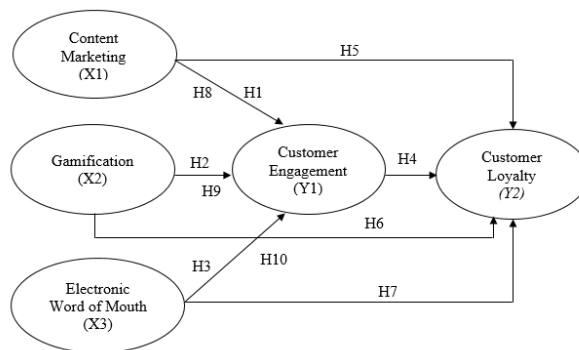 Content
Marketing
(X1)
H5
H8
H1
Gamification
(X2)
H2
H9
Customer
Engagement
(Y1)
H4
Customer
Loyalty
(Y2)
H6
H3
H10
Electronic
Word of Mouth
(X3)
H7